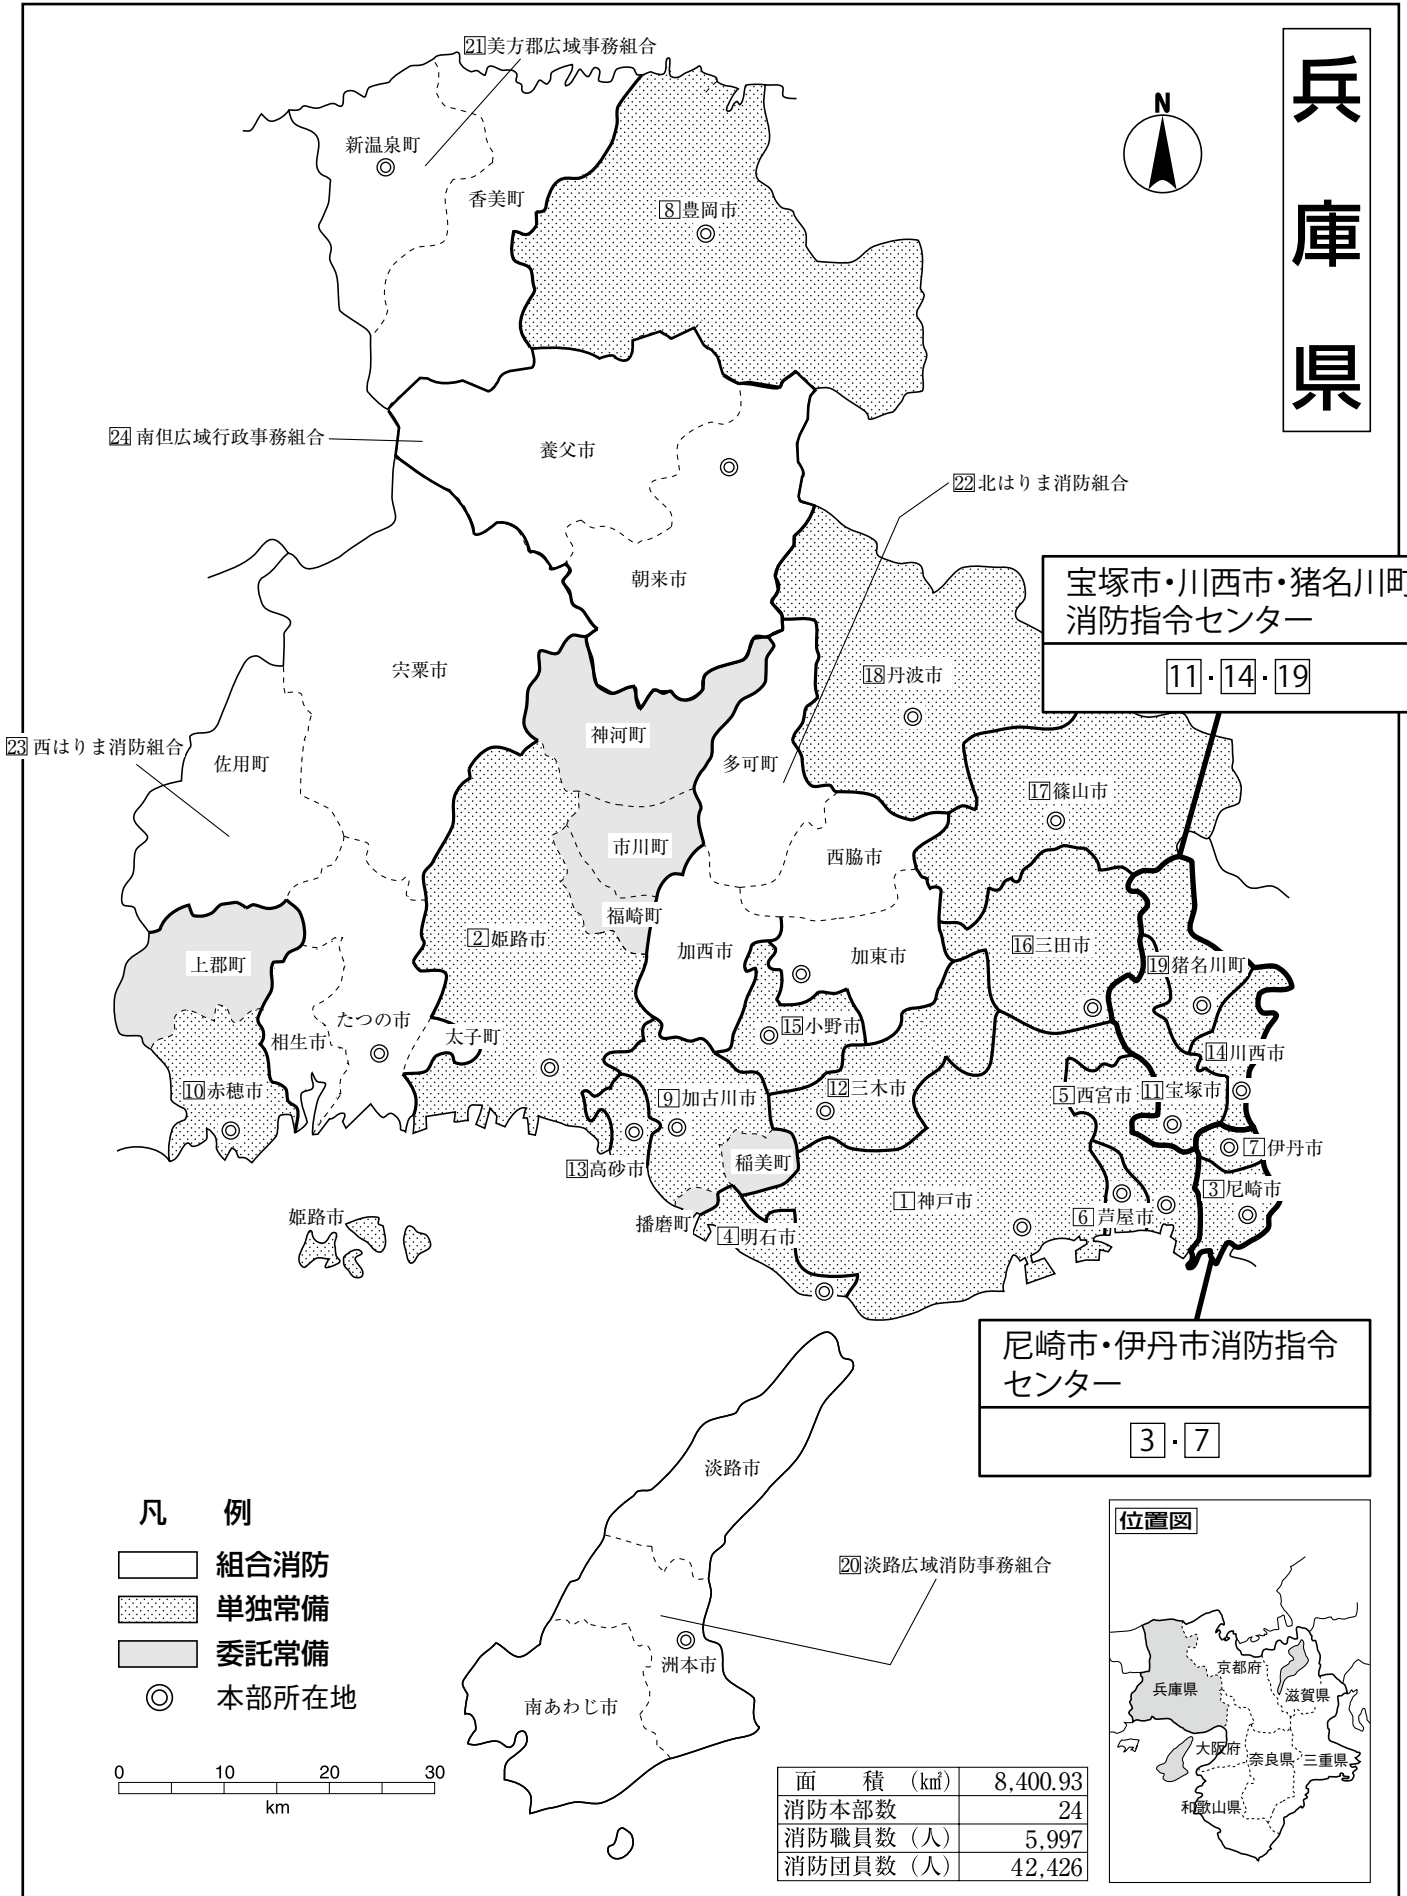 兵庫県
N
21美方郡広域事務組合
新温泉町
香美町
8豊岡市
24南但広域行政事務組合
養父市
22北はりま消防組合
朝来市
宝塚市・川西市・猪名川町
消防指令センター
11・14・19
宍粟市
18丹波市
23西はりま消防組合
佐用町
神河町
多可町
17篠山市
市川町
西脇市
福崎町
2姫路市
加西市
加東市
16三田市
上郡町
19猪名川町
たつの市
相生市
太子町
15小野市
14川西市
10赤穂市
9加古川市
12三木市
5西宮市
11宝塚市
7伊丹市
13高砂市
稲美町
3尼崎市
1神戸市
播磨町
4明石市
6芦屋市
姫路市
尼崎市・伊丹市消防指令
センター
3・7
淡路市
20淡路広域消防事務組合
洲本市
南あわじ市
凡 例
組合消防
単独常備
委託常備
本部所在地
0 10 20 30
km
面 積 (k㎡) 8,400.93
消防本部数 24
消防職員数(人) 5,997
消防団員数(人) 42,426
位置図
京都府
兵庫県
滋賀県
大阪府
奈良県
三重県
和歌山県